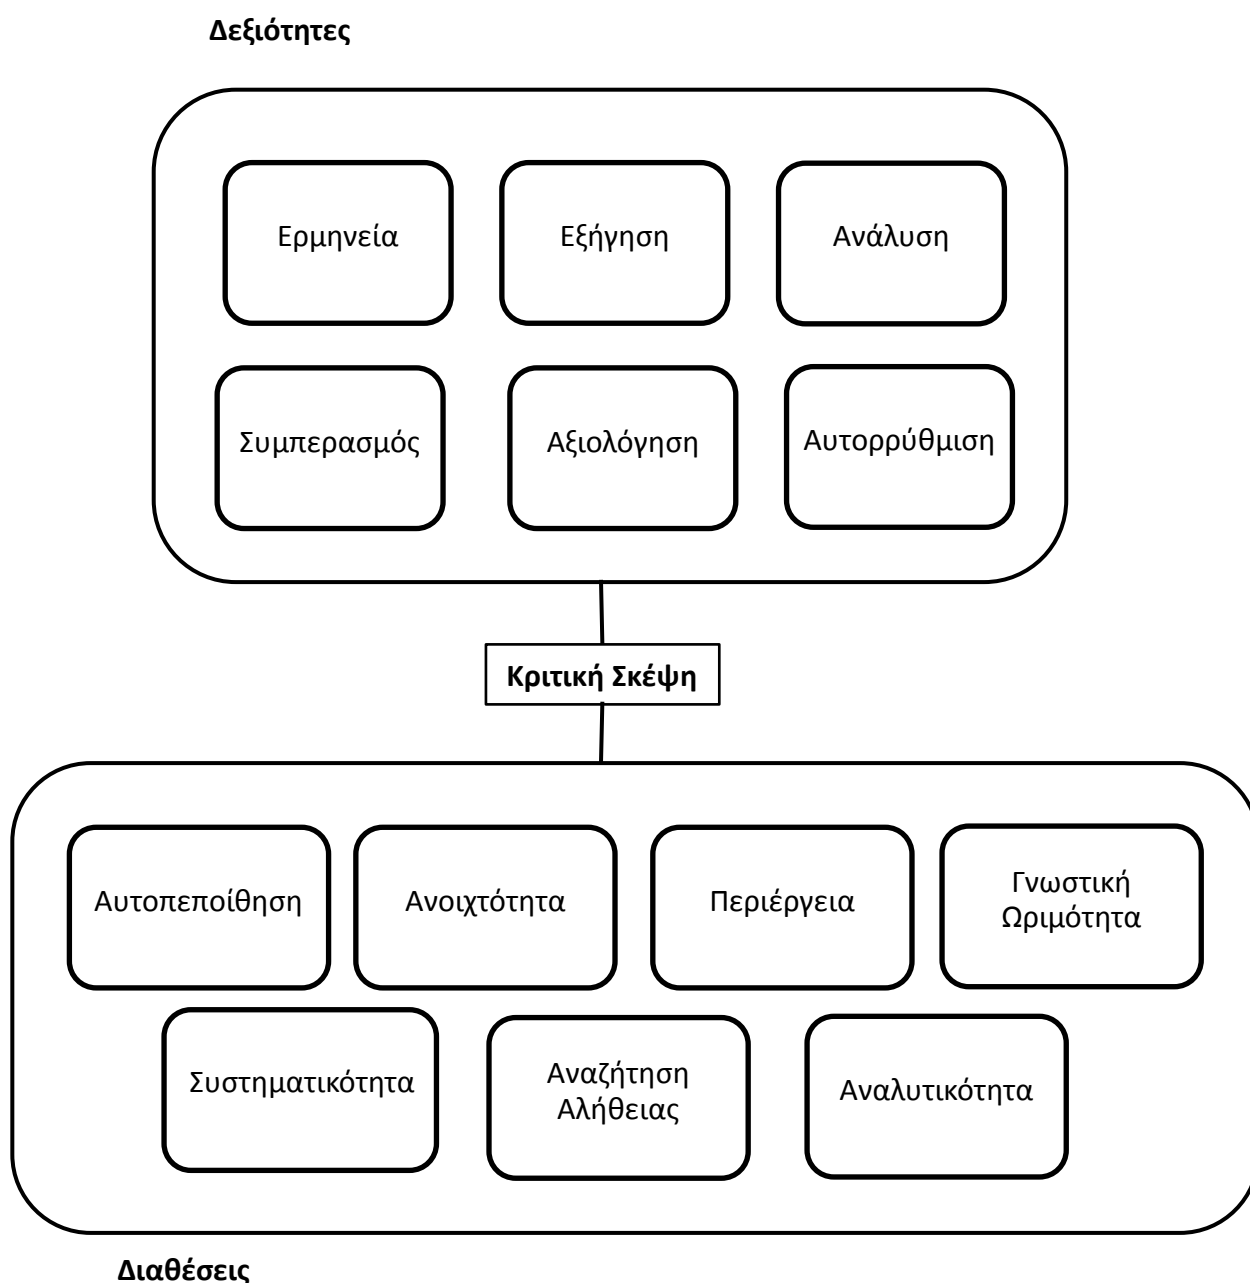 Δεξιότητες
Ερμηνεία
Εξήγηση
Ανάλυση
Συμπερασμός
Αξιολόγηση
Αυτορρύθμιση
Κριτική Σκέψη
Αυτοπεποίθηση
Ανοιχτότητα
Περιέργεια
Γνωστική
Ωριμότητα
Συστηματικότητα
Αναζήτηση
Αλήθειας
Αναλυτικότητα
Διαθέσεις